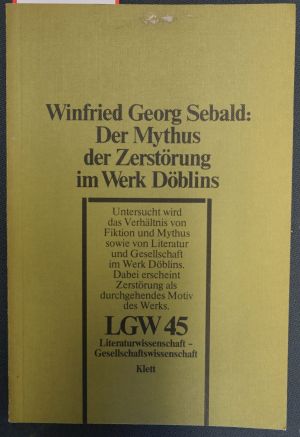 Winfried Georg Sebald:
Der Mythus
der Zerstörung
im Werk Döblins
Untersucht wird
das Verhältnis von
Fiktion und Mythus
sowie von Literatur
und Gesellschaft
im Werk Döblins.
Dabei erscheint
Zerstörung als
durchgehendes Motiv
des Werks.
LGW 45
Literaturwissenschaft –
Gesellschaftswissenschaft
Klett